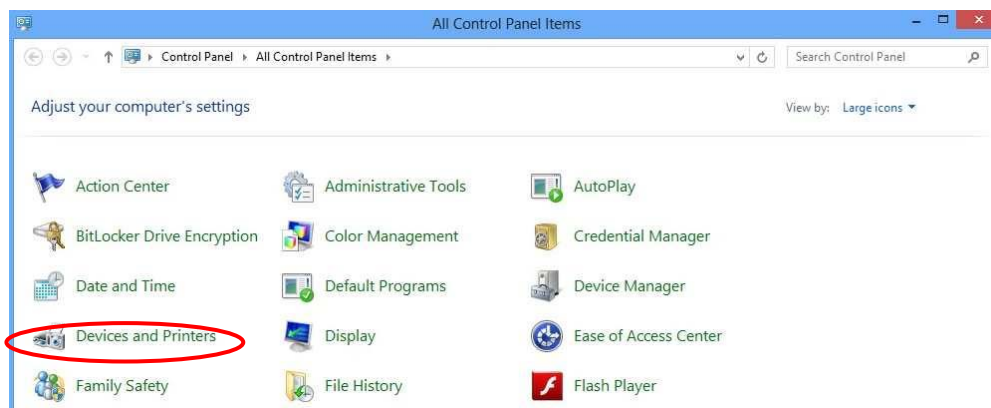 All Control Panel Items
Control Panel All Control Panel Items
Search Control Panel
Adjust your computer's settings
View by: Large icons
Action Center
Administrative Tools
AutoPlay
BitLocker Drive Encryption
Color Management
Credential Manager
Date and Time
Default Programs
Device Manager
Devices and Printers
Display
Ease of Access Center
Family Safety
File History
Flash Player